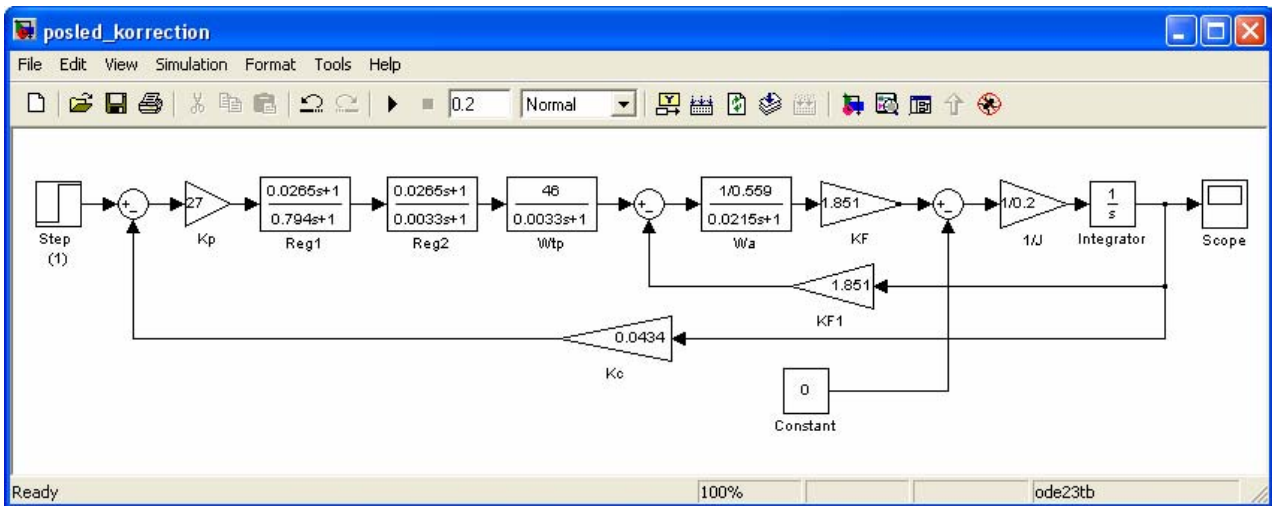 posled_korrection
File Edit View Simulation Format Tools Help
0.2 Normal
Step
(1)
+
-
27
Kp
0.0265s+1
0.794s+1
Reg1
0.0265s+1
0.0033s+1
Reg2
46
0.0033s+1
Wtp
+
-
1/0.559
0.0215s+1
Wa
1.851
KF
+
-
1/0.2
1/J
1
s
Integrator
Scope
1.851
KF1
0.0434
Kc
0
Constant
Ready 100% ode23tb